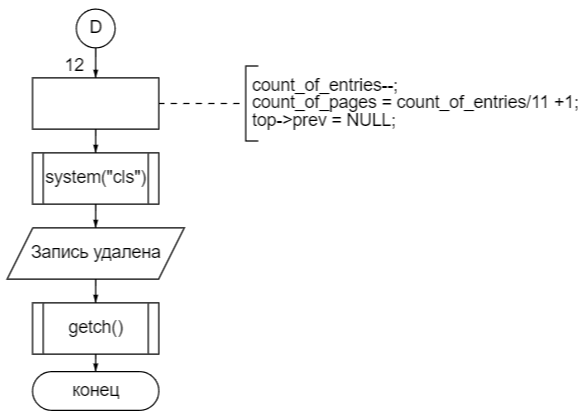 D
12
count_of_entries--;
count_of_pages = count_of_entries/11 +1;
top->prev = NULL;
system("cls")
Запись удалена
getch()
конец